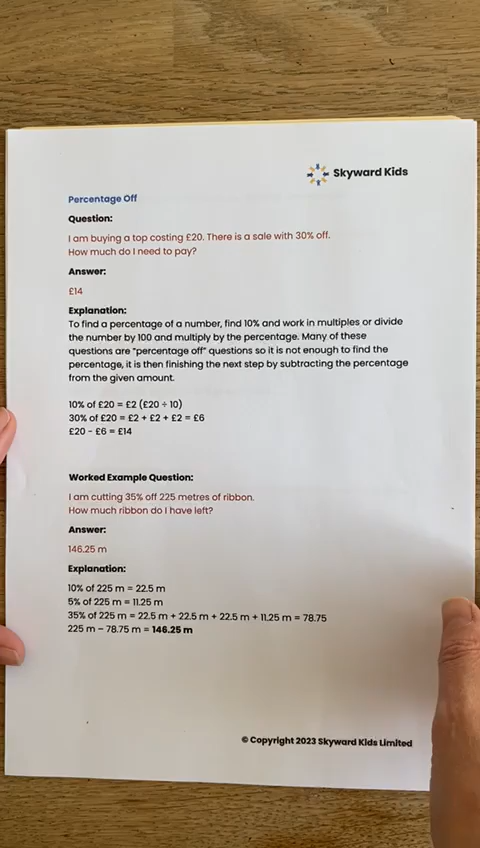 Skyward Kids
Percentage Off
Question:
I am buying a top costing £20. There is a sale with 30% off.
How much do I need to pay?
Answer:
£14
Explanation:
To find a percentage of a number, find 10% and work in multiples or divide
the number by 100 and multiply by the percentage. Many of these
questions are "percentage off" questions so it is not enough to find the
percentage, it is then finishing the next step by subtracting the percentage
from the given amount.
10% of £20 = £2 (£20 ÷ 10)
30% of £20 = £2 + £2 + £2 = £6
£20 - £6 = £14
Worked Example Question:
I am cutting 35% off 225 metres of ribbon.
How much ribbon do I have left?
Answer:
146.25 m
Explanation:
10% of 225 m = 22.5 m
5% of 225 m = 11.25 m
35% of 225 m = 22.5 m + 22.5 m + 22.5 m + 11.25 m = 78.75
225 m - 78.75 m = 146.25 m
© Copyright 2023 Skyward Kids Limited